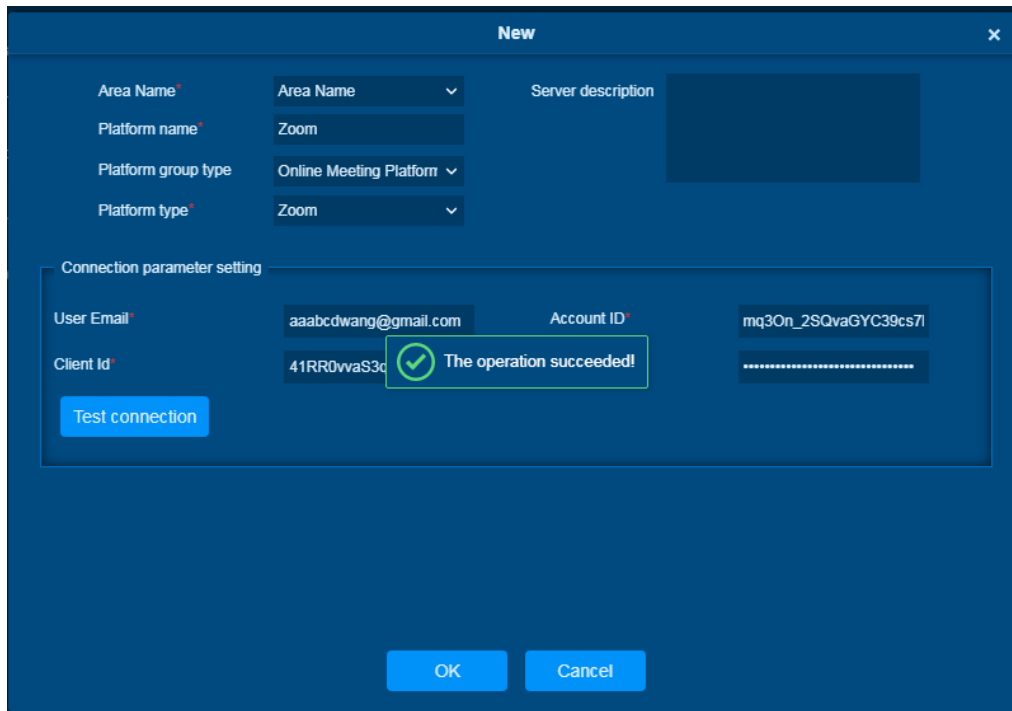 New
Area Name* Area Name Server description
Platform name* Zoom
Platform group type Online Meeting Platform
Platform type* Zoom
Connection parameter setting
User Email* aaabcdwang@gmail.com Account ID* mq3On_2SQvaGYC39cs7
Client Id* 41RR0vvaS3 The operation succeeded! ••••••••••••••••••••••••••••••••
Test connection
OK Cancel